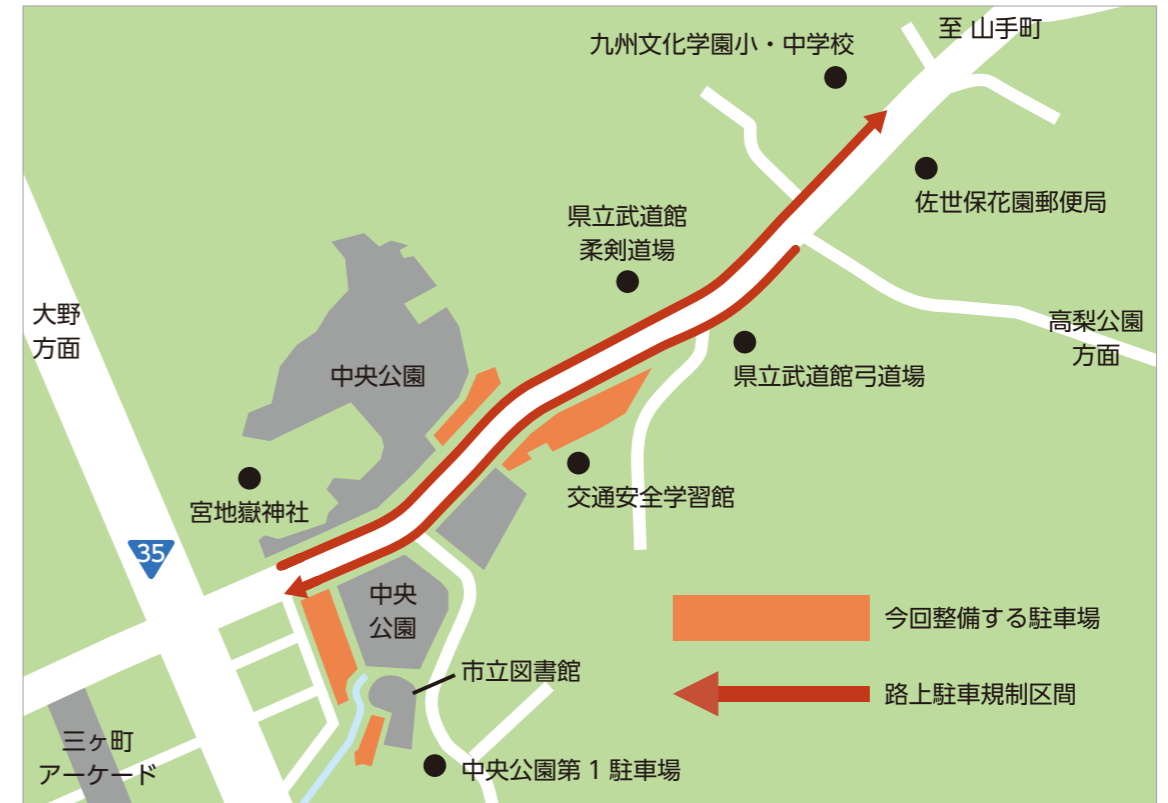 至 山手町
九州文化学園小・中学校
佐世保花園郵便局
県立武道館
柔剣道場
大野
方面
高梨公園
方面
中央公園
県立武道館弓道場
宮地嶽神社
交通安全学習館
35
中央
公園
今回整備する駐車場
市立図書館
路上駐車規制区間
三ヶ町
アーケード
中央公園第1駐車場